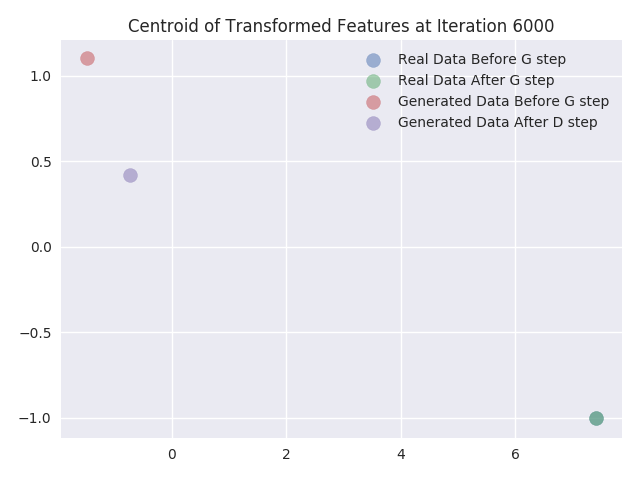 Centroid of Transformed Features at Iteration 6000
Real Data Before G step
Real Data After G step
Generated Data Before G step
Generated Data After D step
1.0
0.5
0.0
−0.5
−1.0
0 2 4 6